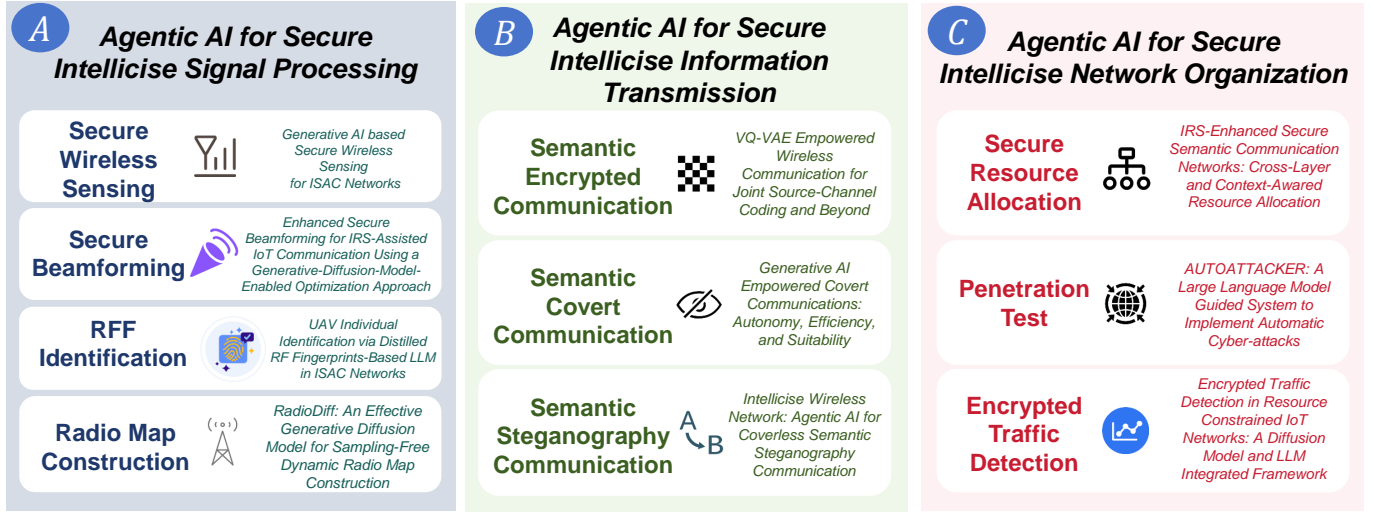 A
Agentic AI for Secure
Intellicise Signal Processing
Secure
Wireless
Sensing
Generative AI based
Secure Wireless
Sensing
for ISAC Networks
Secure
Beamforming
Enhanced Secure
Beamforming for IRS-Assisted
IoT Communication Using a
Generative-Diffusion-Model-
Enabled Optimization Approach
RFF
Identification
UAV Individual
Identification via Distilled
RF Fingerprints-Based LLM
in ISAC Networks
Radio Map
Construction
RadioDiff: An Effective
Generative Diffusion
Model for Sampling-Free
Dynamic Radio Map
Construction
B
Agentic AI for Secure
Intellicise Information
Transmission
Semantic
Encrypted
Communication
VQ-VAE Empowered
Wireless
Communication for
Joint Source-Channel
Coding and Beyond
Semantic
Covert
Communication
Generative AI
Empowered Covert
Communications:
Autonomy, Efficiency,
and Suitability
Semantic
Steganography
Communication
A
B
Intellicise Wireless
Network: Agentic AI for
Coverless Semantic
Steganography
Communication
C
Agentic AI for Secure
Intellicise Network Organization
Secure
Resource
Allocation
IRS-Enhanced Secure
Semantic Communication
Networks: Cross-Layer
and Context-Awared
Resource Allocation
Penetration
Test
AUTOATTACKER: A
Large Language Model
Guided System to
Implement Automatic
Cyber-attacks
Encrypted
Traffic
Detection
Encrypted Traffic
Detection in Resource
Constrained IoT
Networks: A Diffusion
Model and LLM
Integrated Framework